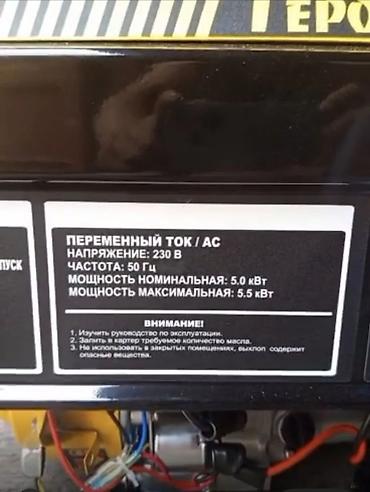 ГЕРО
ПУСК
ПЕРЕМЕННЫЙ ТОК / AC
НАПРЯЖЕНИЕ: 230 В
ЧАСТОТА: 50 Гц
МОЩНОСТЬ НОМИНАЛЬНАЯ: 5.0 кВт
МОЩНОСТЬ МАКСИМАЛЬНАЯ: 5.5 кВт
ВНИМАНИЕ!
1. Изучить руководство по эксплуатации.
2. Залить в картер требуемое количество масла.
3. Не использовать в закрытых помещениях, выхлоп содержит
опасные вещества.